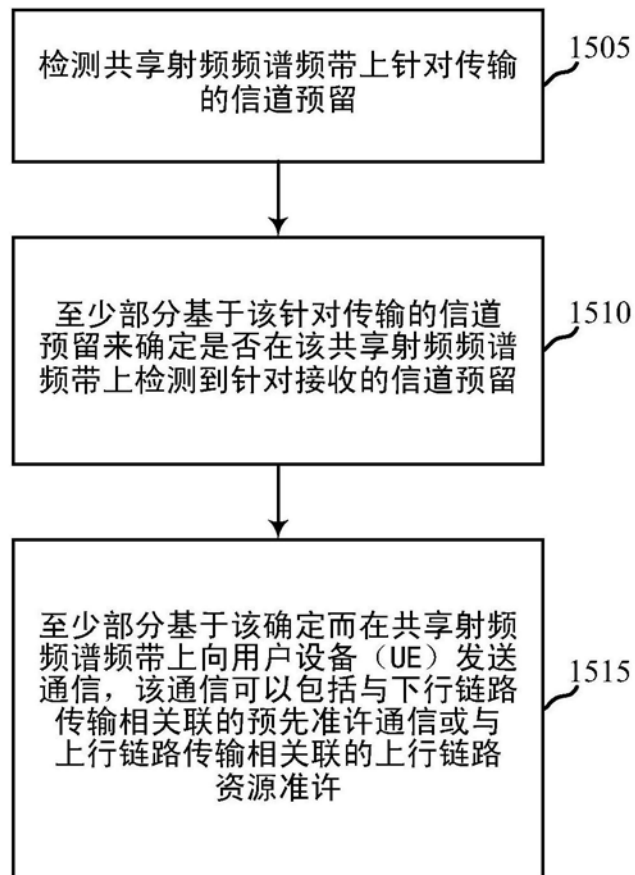 检测共享射频频谱频带上针对传输
的信道预留
1505
至少部分基于该针对传输的信道
预留来确定是否在该共享射频频谱
频带上检测到针对接收的信道预留
1510
至少部分基于该确定而在共享射频
频谱频带上向用户设备（UE）发送
通信，该通信可以包括与下行链路
传输相关联的预先准许通信或与
上行链路传输相关联的上行链路
资源准许
1515